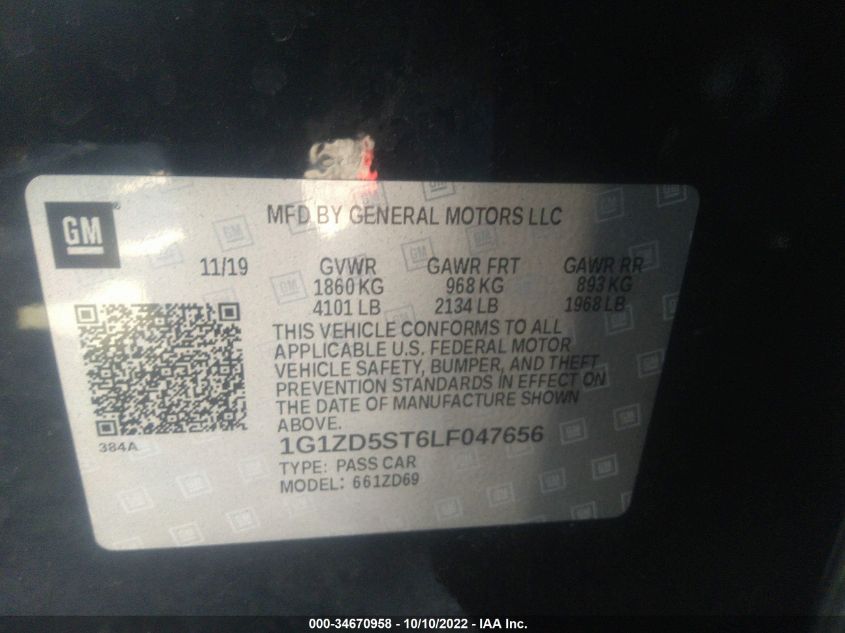 GM
MFD BY GENERAL MOTORS LLC
11/19 GVWR GAWR FRT GAWR RR
1860 KG 968 KG 893 KG
4101 LB 2134 LB 1968 LB
THIS VEHICLE CONFORMS TO ALL
APPLICABLE U.S. FEDERAL MOTOR
VEHICLE SAFETY, BUMPER, AND THEFT
PREVENTION STANDARDS IN EFFECT ON
THE DATE OF MANUFACTURE SHOWN
ABOVE.
384A
1G1ZD5ST6LF047656
TYPE: PASS CAR
MODEL: 661ZD69
000-34670958 - 10/10/2022 - IAA Inc.